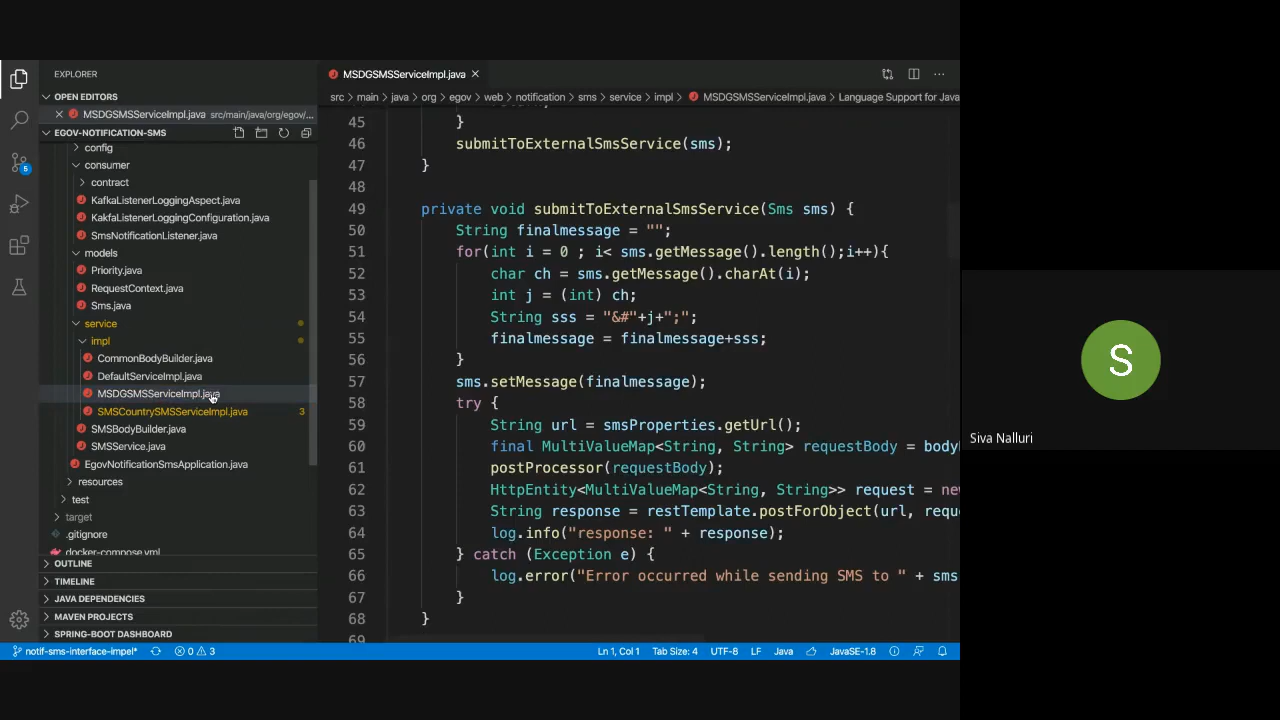 EXPLORER
OPEN EDITORS
MSDGSMSServiceImpl.java src/main/java/org/egov/...
EGOV-NOTIFICATION-SMS
config
consumer
contract
KafkaListenerLoggingAspect.java
KakfaListenerLoggingConfiguration.java
SmsNotificationListener.java
models
Priority.java
RequestContext.java
Sms.java
service
impl
CommonBodyBuilder.java
DefaultServiceImpl.java
MSDGSMSServiceImpl.java
SMSCountrySMSServiceImpl.java 3
SMSBodyBuilder.java
SMSService.java
EgovNotificationSmsApplication.java
resources
test
target
.gitignore
docker-compose.yml
OUTLINE
TIMELINE
JAVA DEPENDENCIES
MAVEN PROJECTS
SPRING-BOOT DASHBOARD
5
MSDGSMSServiceImpl.java
src > main > java > org > egov > web > notification > sms > service > impl > MSDGSMSServiceImpl.java > Language Support for Java
45 }
46 submitToExternalSmsService(sms);
47 }
48
49 private void submitToExternalSmsService(Sms sms) {
50 String finalmessage = "";
51 for(int i = 0 ; i< sms.getMessage().length();i++){
52 char ch = sms.getMessage().charAt(i);
53 int j = (int) ch;
54 String sss = "&#"+j+";";
55 finalmessage = finalmessage+sss;
56 }
57 sms.setMessage(finalmessage);
58 try {
59 String url = smsProperties.getUrl();
60 final MultiValueMap<String, String> requestBody = body
61 postProcessor(requestBody);
62 HttpEntity<MultiValueMap<String, String>> request = new
63 String response = restTemplate.postForObject(url, requ
64 log.info("response: " + response);
65 } catch (Exception e) {
66 log.error("Error occurred while sending SMS to " + sms
67 }
68 }
69
notif-sms-interface-impel* 0 3 Ln 1, Col 1 Tab Size: 4 UTF-8 LF Java JavaSE-1.8
S
Siva Nalluri